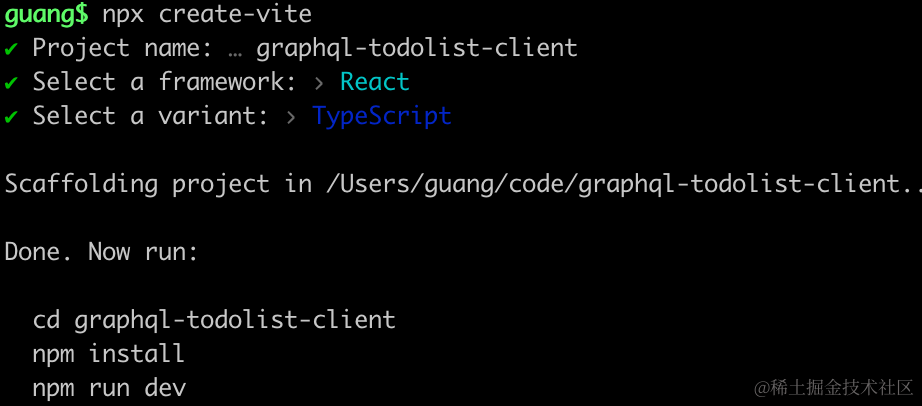 guang$ npx create-vite
✔ Project name: … graphql-todolist-client
✔ Select a framework: › React
✔ Select a variant: › TypeScript
Scaffolding project in /Users/guang/code/graphql-todolist-client..
Done. Now run:
cd graphql-todolist-client
npm install
npm run dev
@稀土掘金技术社区